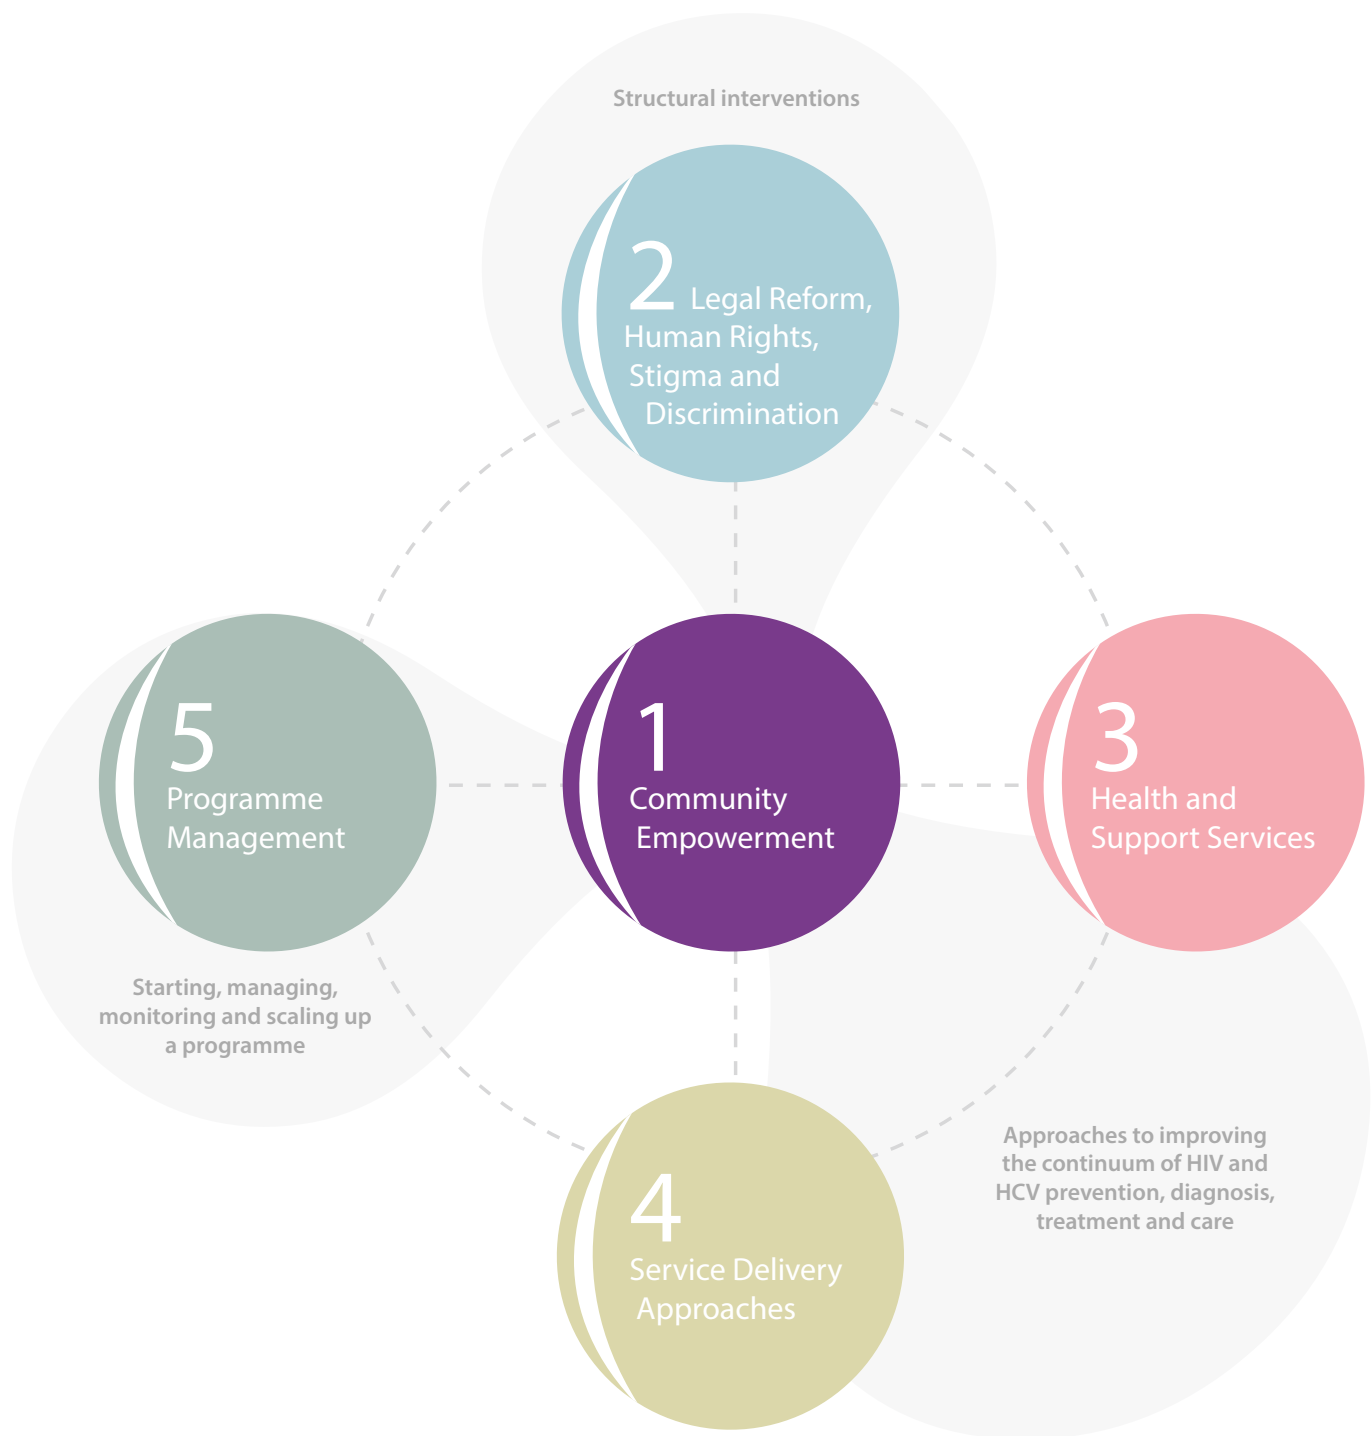 Structural interventions
2 Legal Reform,
Human Rights,
Stigma and
Discrimination
5
Programme
Management
1
Community
Empowerment
3
Health and
Support Services
Starting, managing,
monitoring and scaling up
a programme
Approaches to improving
the continuum of HIV and
HCV prevention, diagnosis,
treatment and care
4
Service Delivery
Approaches